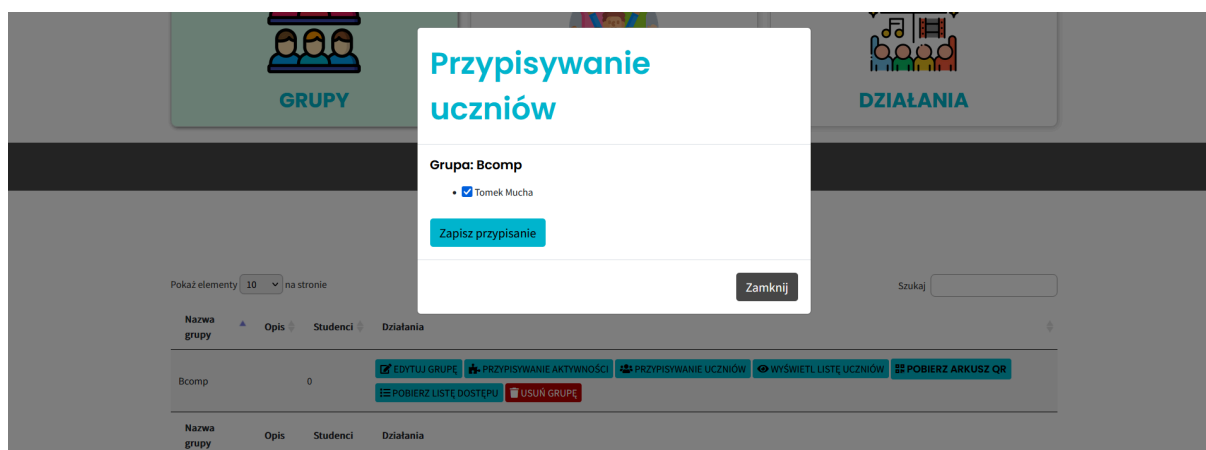 GRUPY
DZIAŁANIA
Przypisywanie
uczniów
Grupa: Bcomp
Tomek Mucha
Zapisz przypisanie
Zamknij
Pokaż elementy 10 na stronie
Szukaj
Nazwa grupy Opis Studenci Działania
Bcomp 0 EDYTUJ GRUPĘ PRZYPISYWANIE AKTYWNOŚCI PRZYPISYWANIE UCZNIÓW WYŚWIETL LISTĘ UCZNIÓW POBIERZ ARKUSZ QR
POBIERZ LISTĘ DOSTĘPU USUŃ GRUPĘ
Nazwa grupy Opis Studenci Działania